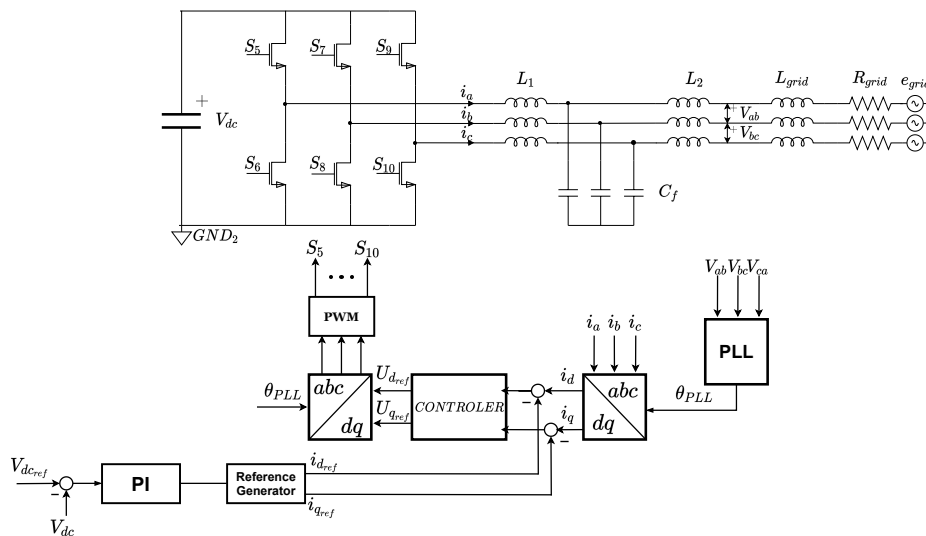 S5 S7 S9
+
Vdc
ia L1 L2 Lgrid Rgrid egrid
ib + Vab
ic + Vbc
S6 S8 S10
Cf
GND2
S5 S10
•••
PWM
Vab Vbc Vca
PLL
ia ib ic
θPLL
abc
dq
Udref
Uqref
CONTROLER
id
iq
−
−
abc
dq
θPLL
Vdcref
−
Vdc
PI
Reference
Generator
idref
iqref